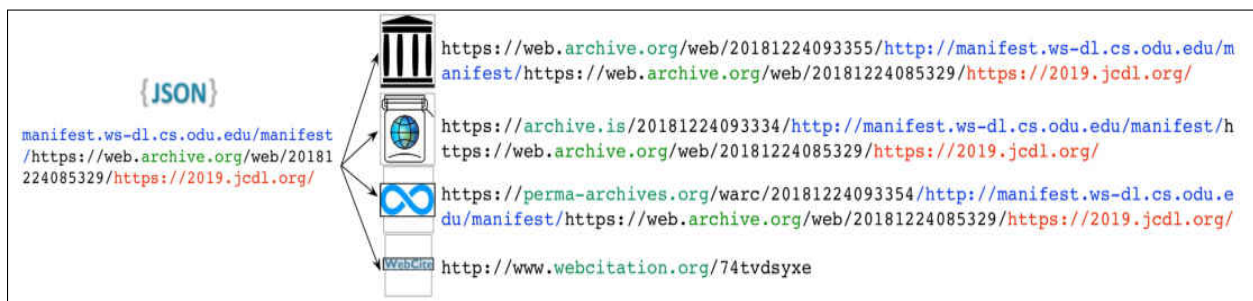 {JSON}
manifest.ws-dl.cs.odu.edu/manifest
/https://web.archive.org/web/20181
224085329/https://2019.jcdl.org/
https://web.archive.org/web/20181224093355/http://manifest.ws-dl.cs.odu.edu/m
anifest/https://web.archive.org/web/20181224085329/https://2019.jcdl.org/
https://archive.is/20181224093334/http://manifest.ws-dl.cs.odu.edu/manifest/h
ttps://web.archive.org/web/20181224085329/https://2019.jcdl.org/
https://perma-archives.org/warc/20181224093354/http://manifest.ws-dl.cs.odu.e
du/manifest/https://web.archive.org/web/20181224085329/https://2019.jcdl.org/
WebCite
http://www.webcitation.org/74tvdsyxe